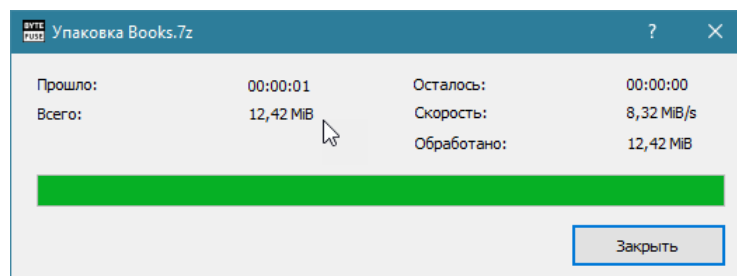 BYTE
FUSE
Упаковка Books.7z
?
Прошло: 00:00:01 Осталось: 00:00:00
Всего: 12,42 MiB Скорость: 8,32 MiB/s
Обработано: 12,42 MiB
Закрыть